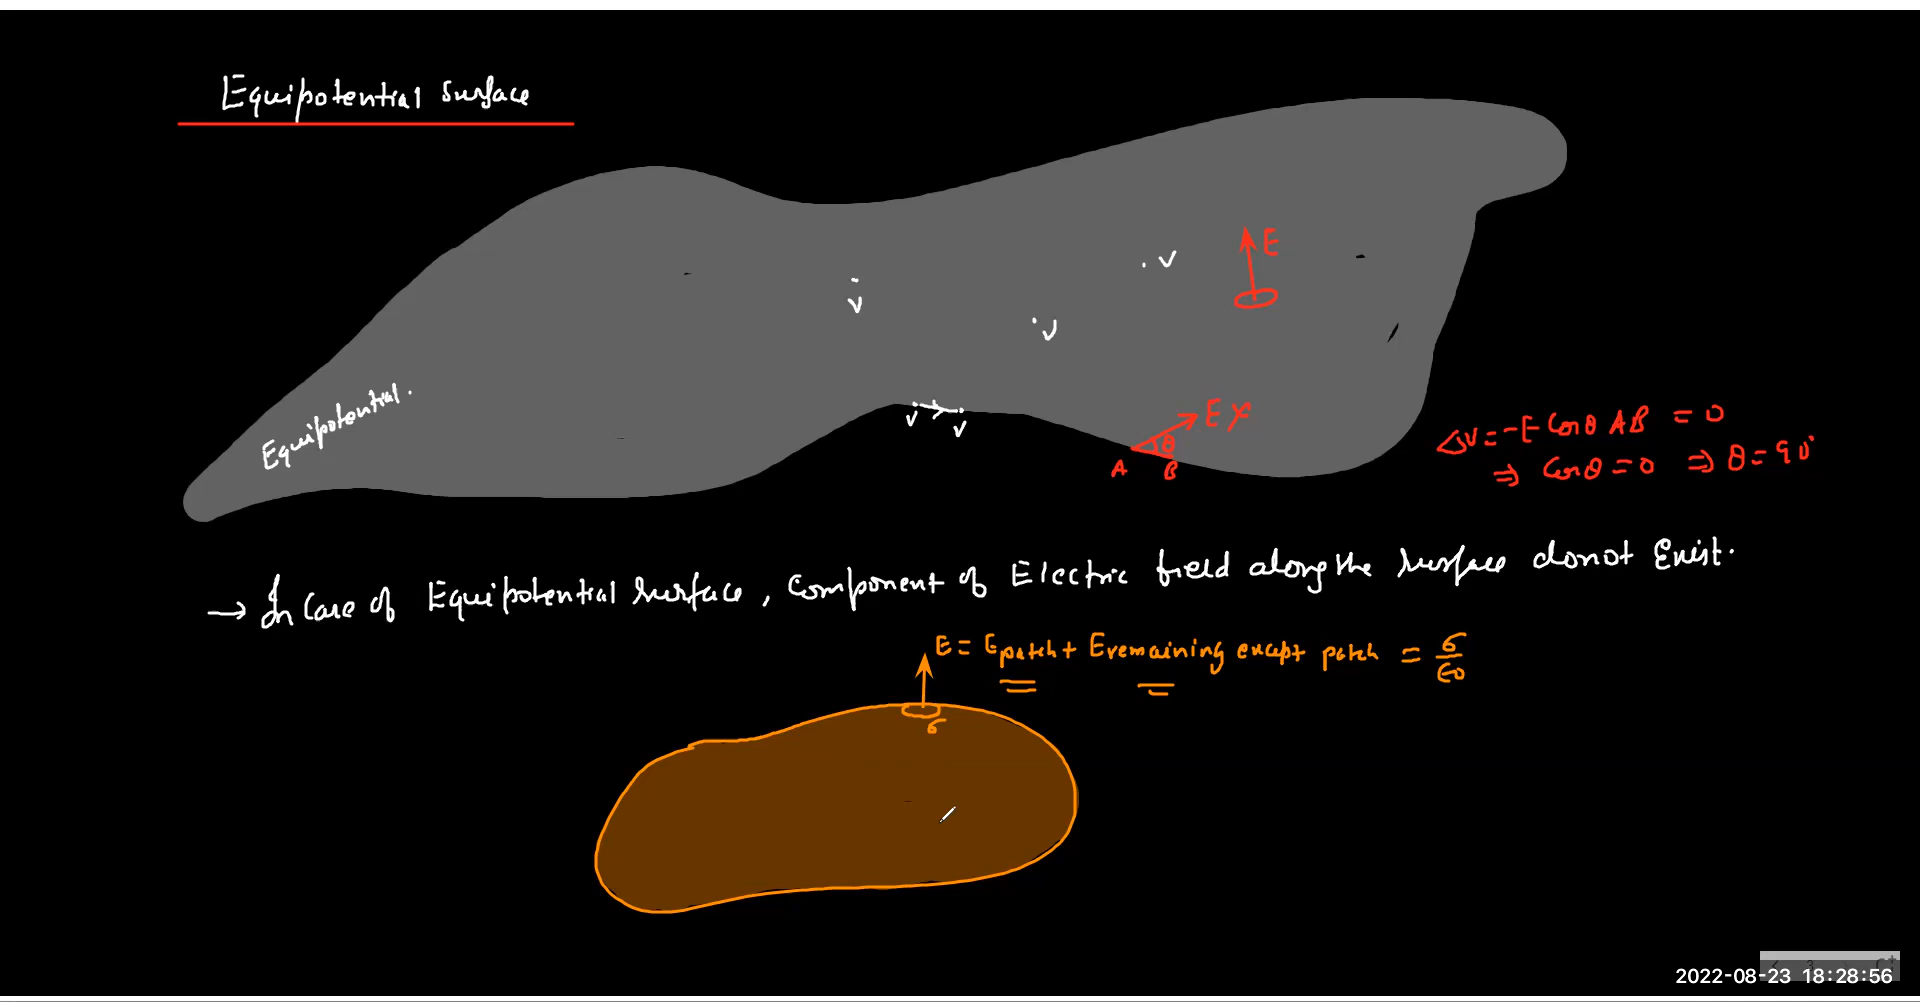 Equipotential Surface
E
. V
V
. V
Equipotential.
V
V
E
θ
A
B
ΔV = -E Cosθ AB = 0
⇒ Cosθ = 0 ⇒ θ = 90°
→ In Case of Equipotential Surface, Component of Electric field along the surface donot Exist.
E = Epatch + Eremaining except patch = σ/ϵ0
σ
2022-08-23 18:28:56